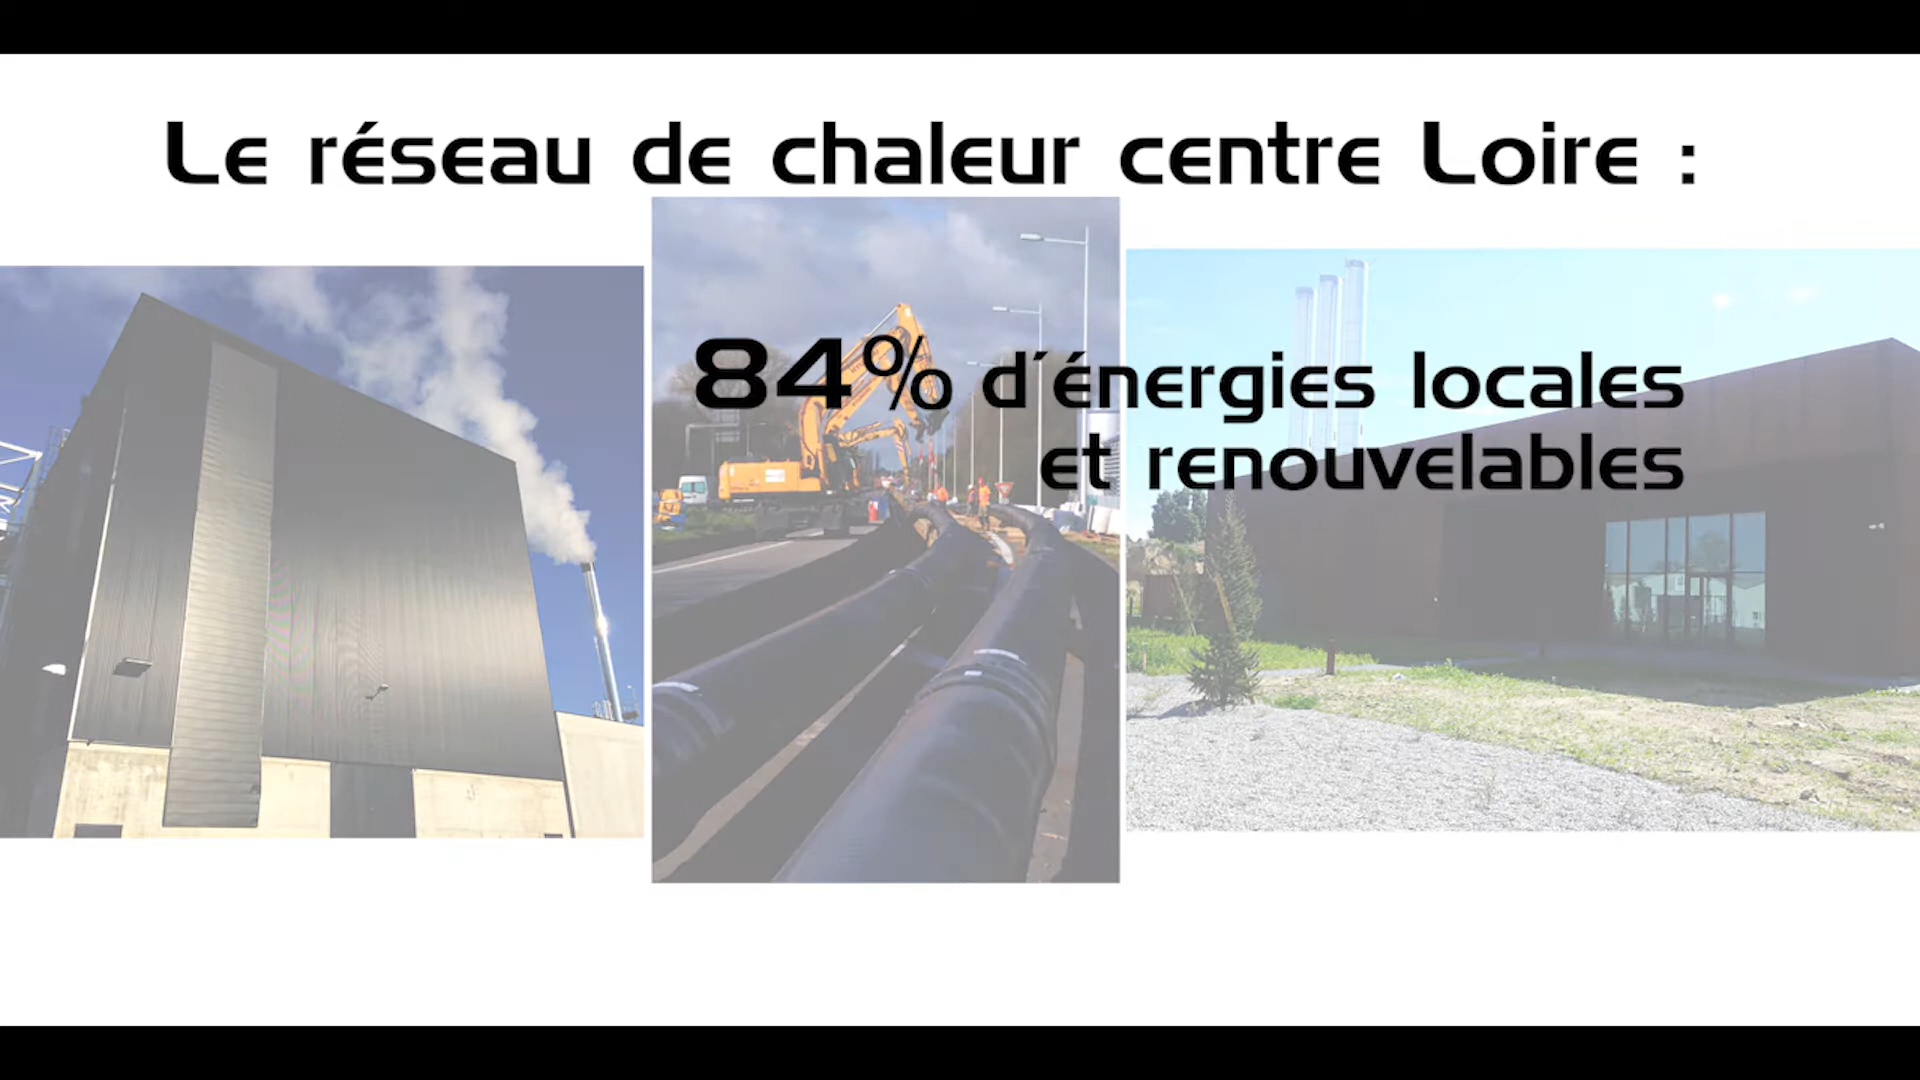 Le réseau de chaleur centre Loire :
84% d'énergies locales
et renouvelables